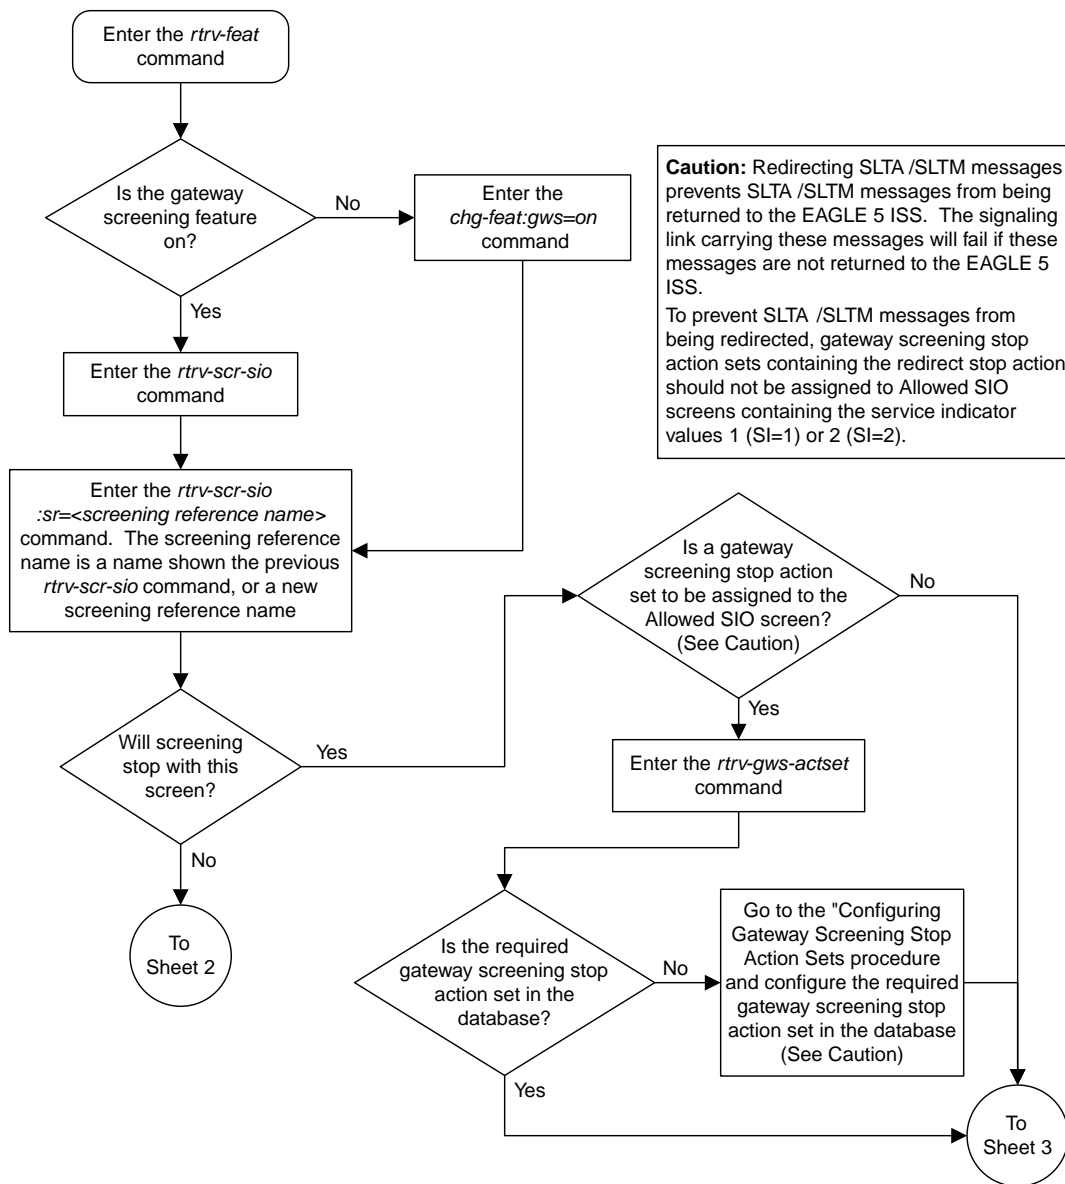 Enter the rtrv-feat
command
Is the gateway
screening feature
on?
No
Enter the
chg-feat:gws=on
command
Yes
Enter the rtrv-scr-sio
command
Enter the rtrv-scr-sio
:sr=<screening reference name>
command. The screening reference
name is a name shown the previous
rtrv-scr-sio command, or a new
screening reference name
Will screening
stop with this
screen?
Yes
No
To
Sheet 2
Caution: Redirecting SLTA /SLTM messages
prevents SLTA /SLTM messages from being
returned to the EAGLE 5 ISS. The signaling
link carrying these messages will fail if these
messages are not returned to the EAGLE 5
ISS.
To prevent SLTA /SLTM messages from
being redirected, gateway screening stop
action sets containing the redirect stop action
should not be assigned to Allowed SIO
screens containing the service indicator
values 1 (SI=1) or 2 (SI=2).
Is a gateway
screening stop action
set to be assigned to the
Allowed SIO screen?
(See Caution)
No
Yes
Enter the rtrv-gws-actset
command
Is the required
gateway screening stop
action set in the
database?
No
Go to the "Configuring
Gateway Screening Stop
Action Sets procedure
and configure the required
gateway screening stop
action set in the database
(See Caution)
Yes
To
Sheet 3